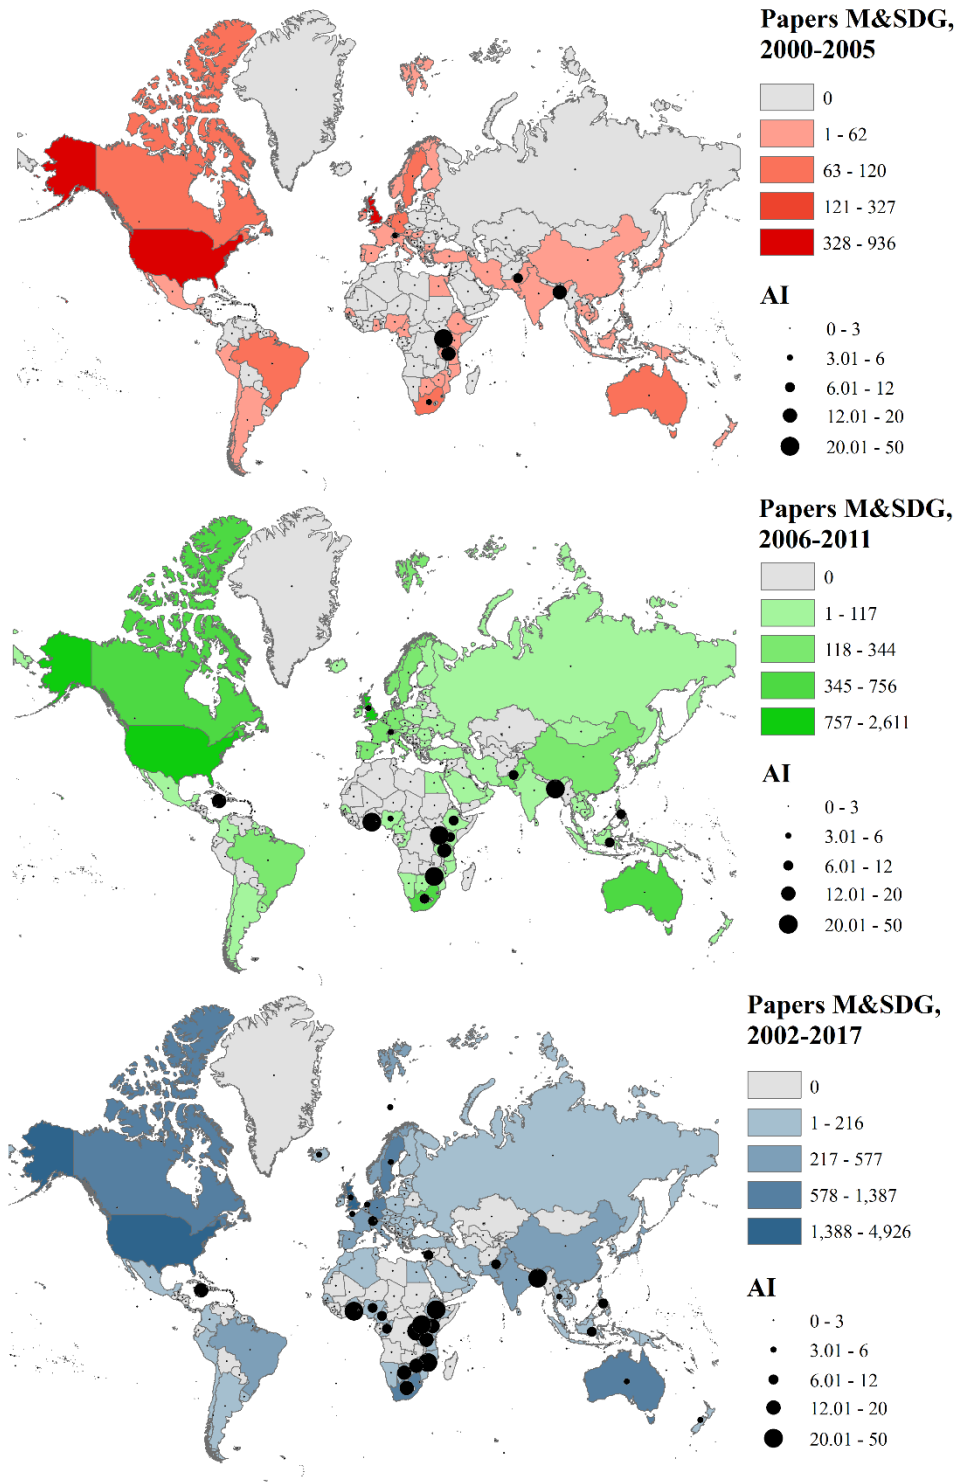 Papers M&SDG,
2000-2005
0
1 - 62
63 - 120
121 - 327
328 - 936
AI
0 - 3
3.01 - 6
6.01 - 12
12.01 - 20
20.01 - 50
Papers M&SDG,
2006-2011
0
1 - 117
118 - 344
345 - 756
757 - 2,611
AI
0 - 3
3.01 - 6
6.01 - 12
12.01 - 20
20.01 - 50
Papers M&SDG,
2002-2017
0
1 - 216
217 - 577
578 - 1,387
1,388 - 4,926
AI
0 - 3
3.01 - 6
6.01 - 12
12.01 - 20
20.01 - 50